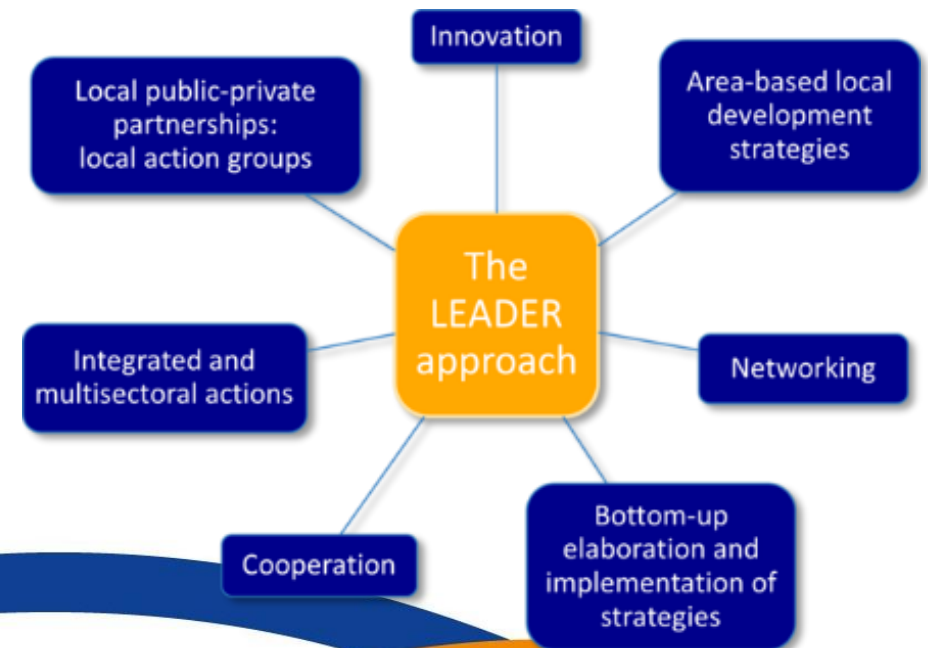 Innovation
Local public-private
partnerships:
local action groups
Area-based local
development
strategies
The
LEADER
approach
Integrated and
multisectoral actions
Networking
Cooperation
Bottom-up
elaboration and
implementation of
strategies